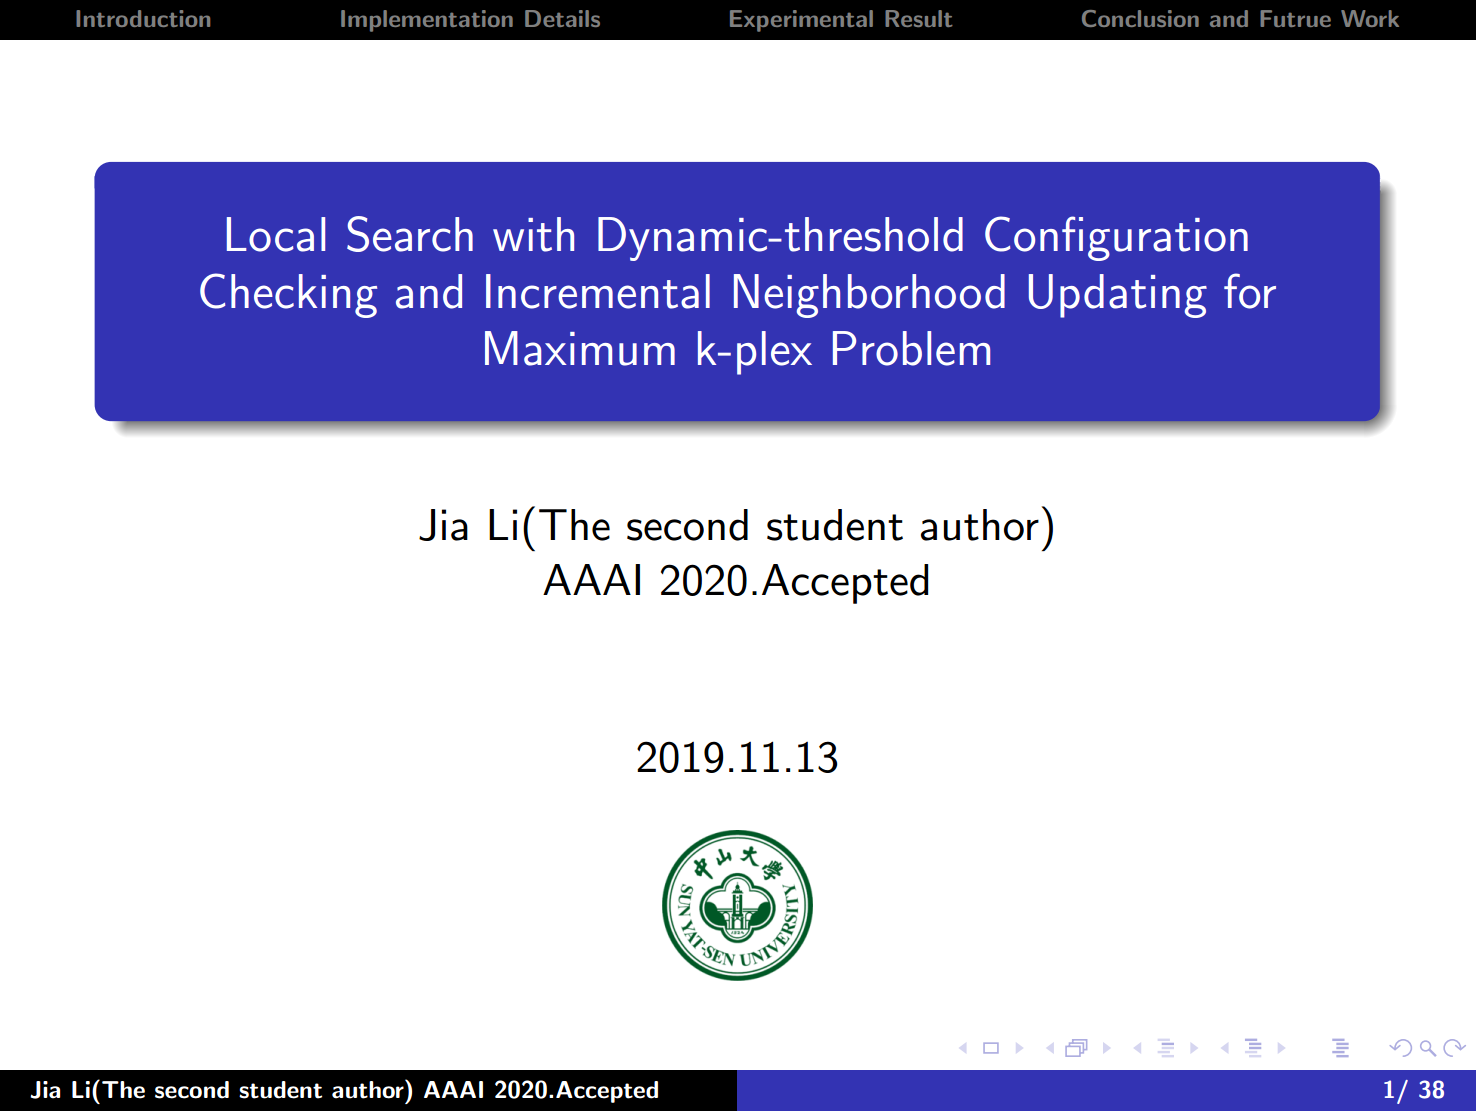 Introduction Implementation Details Experimental Result Conclusion and Futrue Work
Local Search with Dynamic-threshold Configuration
Checking and Incremental Neighborhood Updating for
Maximum k-plex Problem
Jia Li(The second student author)
AAAI 2020.Accepted
2019.11.13
中山大學
SUN YAT-SEN UNIVERSITY
1924
Jia Li(The second student author) AAAI 2020.Accepted 1/ 38